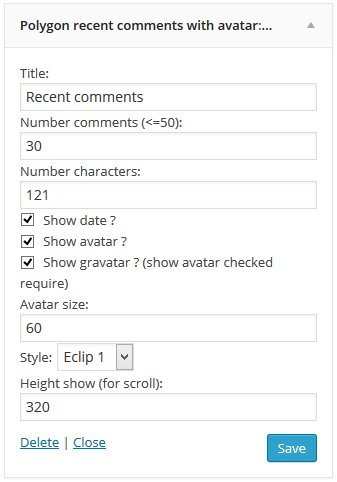 Polygon recent comments with avatar:...
Title:
Recent comments
Number comments (<=50):
30
Number characters:
121
Show date ?
Show avatar ?
Show gravatar ? (show avatar checked
require)
Avatar size:
60
Style: Eclip 1
Height show (for scroll):
320
Delete | Close Save